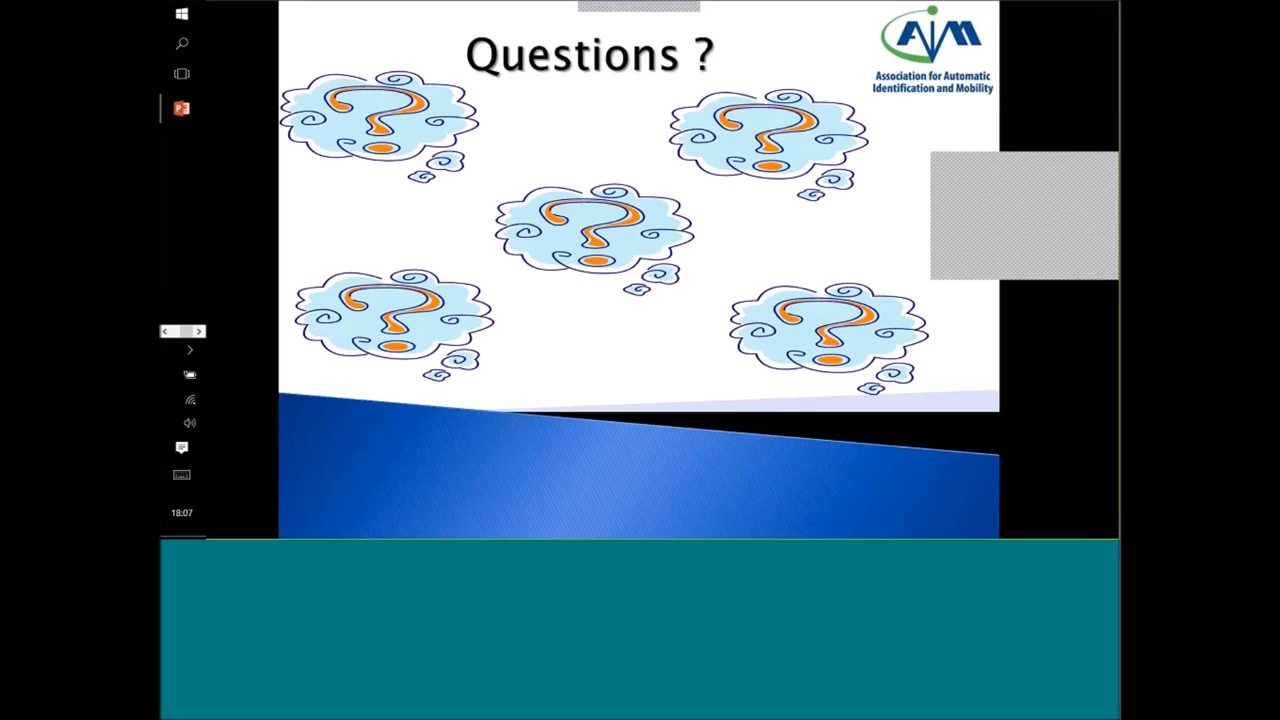 Questions ?
AIM
Association for Automatic
Identification and Mobility
?
?
?
?
?
18:07